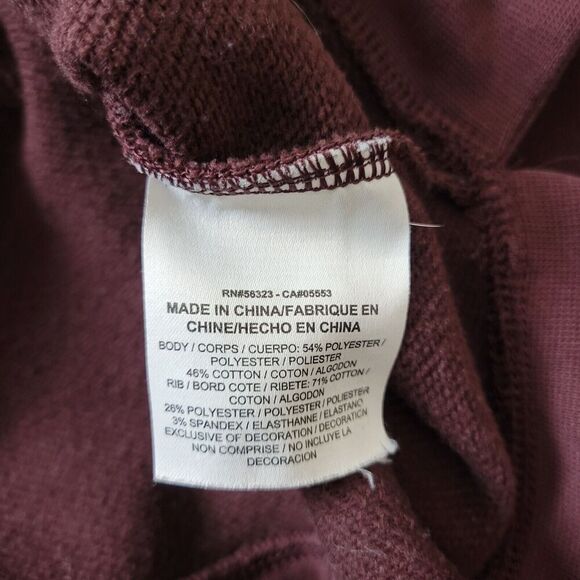 RN#56323 - CA#05553
MADE IN CHINA/FABRIQUE EN
CHINE/HECHO EN CHINA
BODY / CORPS / CUERPO: 54% POLYESTER /
POLYESTER / POLIESTER
46% COTTON / COTON / ALGODON
RIB / BORD COTE / RIBETE: 71% COTTON /
COTON / ALGODON
26% POLYESTER / POLYESTER / POLIESTER
3% SPANDEX / ELASTHANNE / ELASTANO
EXCLUSIVE OF DECORATION / DECORATION
NON COMPRISE / NO INCLUYE LA
DECORACION